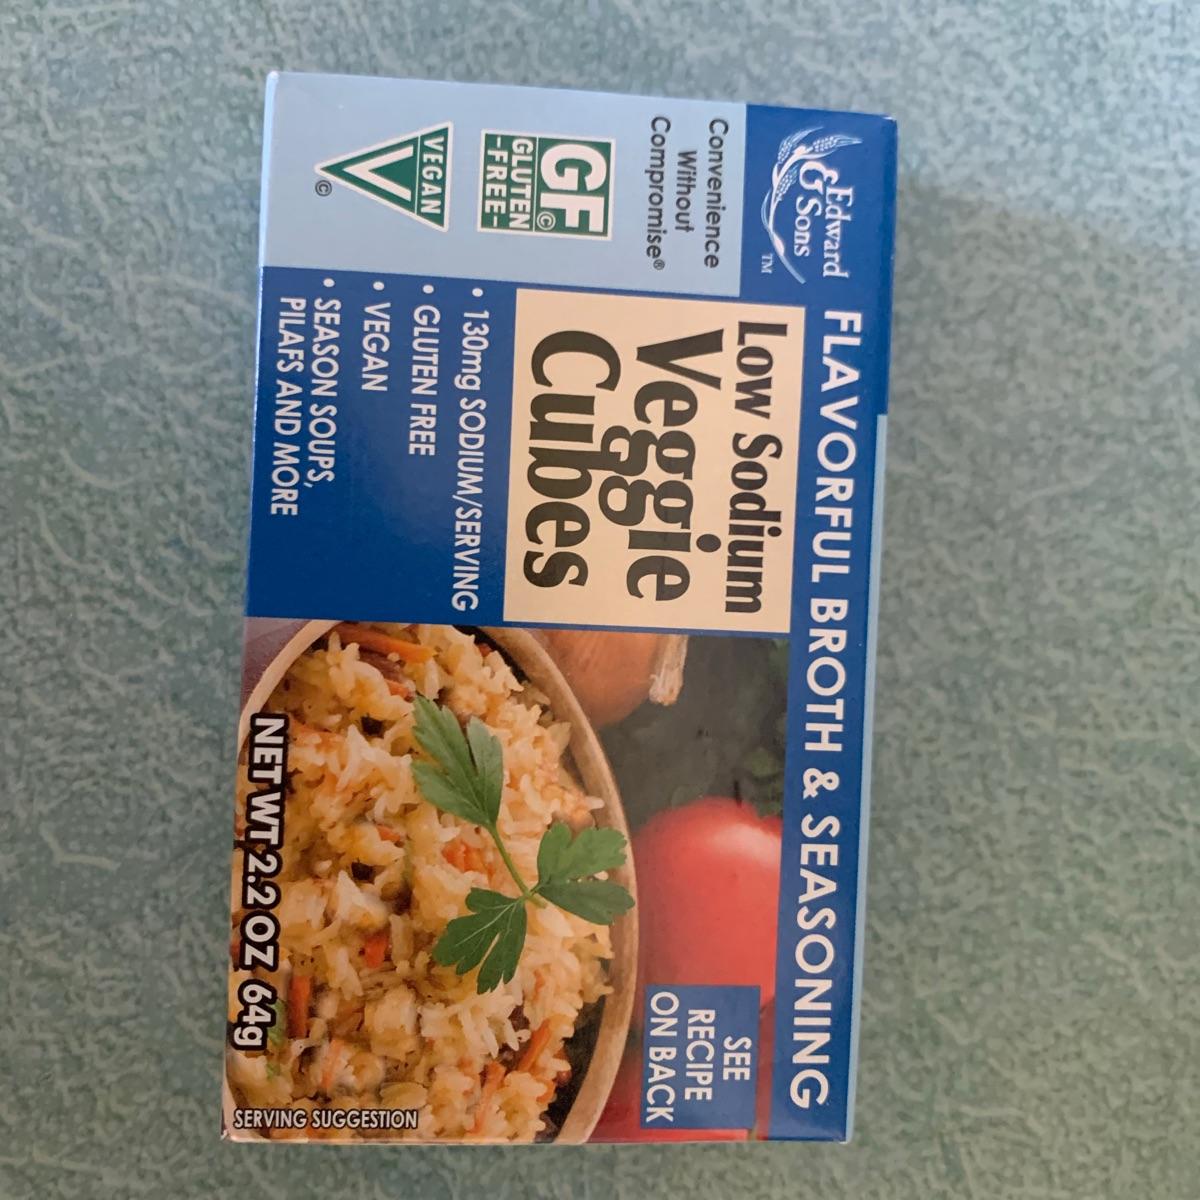 Edward
& Sons™
FLAVORFUL BROTH & SEASONING
Convenience
Without
Compromise®
GF©
GLUTEN
-FREE-
VEGAN
V
©
Low Sodium
Veggie
Cubes
• 130mg SODIUM/SERVING
• GLUTEN FREE
• VEGAN
• SEASON SOUPS,
PILAFS AND MORE
SEE
RECIPE
ON BACK
NET WT 2.2 OZ 64g
SERVING SUGGESTION